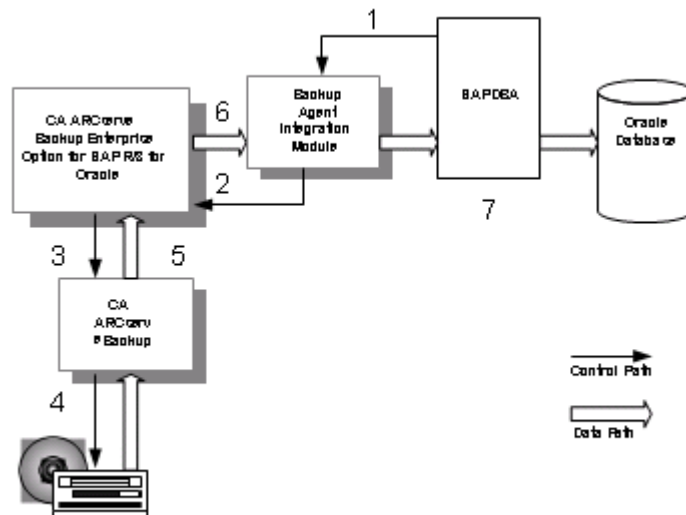 1
CA ARCserve
Backup Enterprise
Option for SAP R/3 for
Oracle
6
Backup
Agent
Integration
Module
SAPDBA
Oracle
Database
2
7
3
5
CA
ARCserv
e Backup
4
Control Path
Data Path